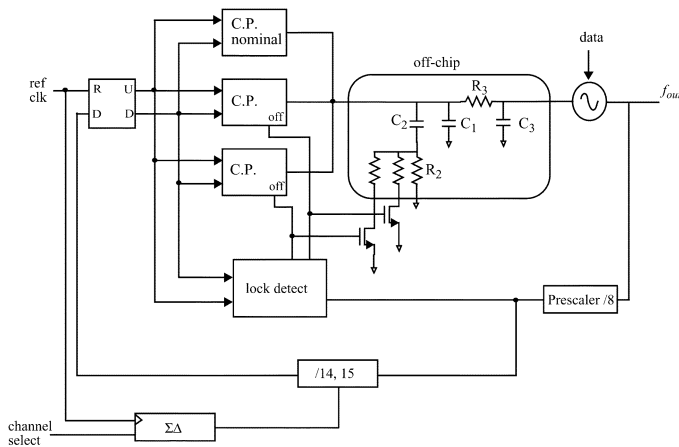 C.P.
nominal
data
off-chip
ref
clk
R U
D D
C.P.
off
R3
fou
C2
C1
C3
C.P.
off
R2
lock detect
Prescaler /8
/14, 15
channel
select
ΣΔ